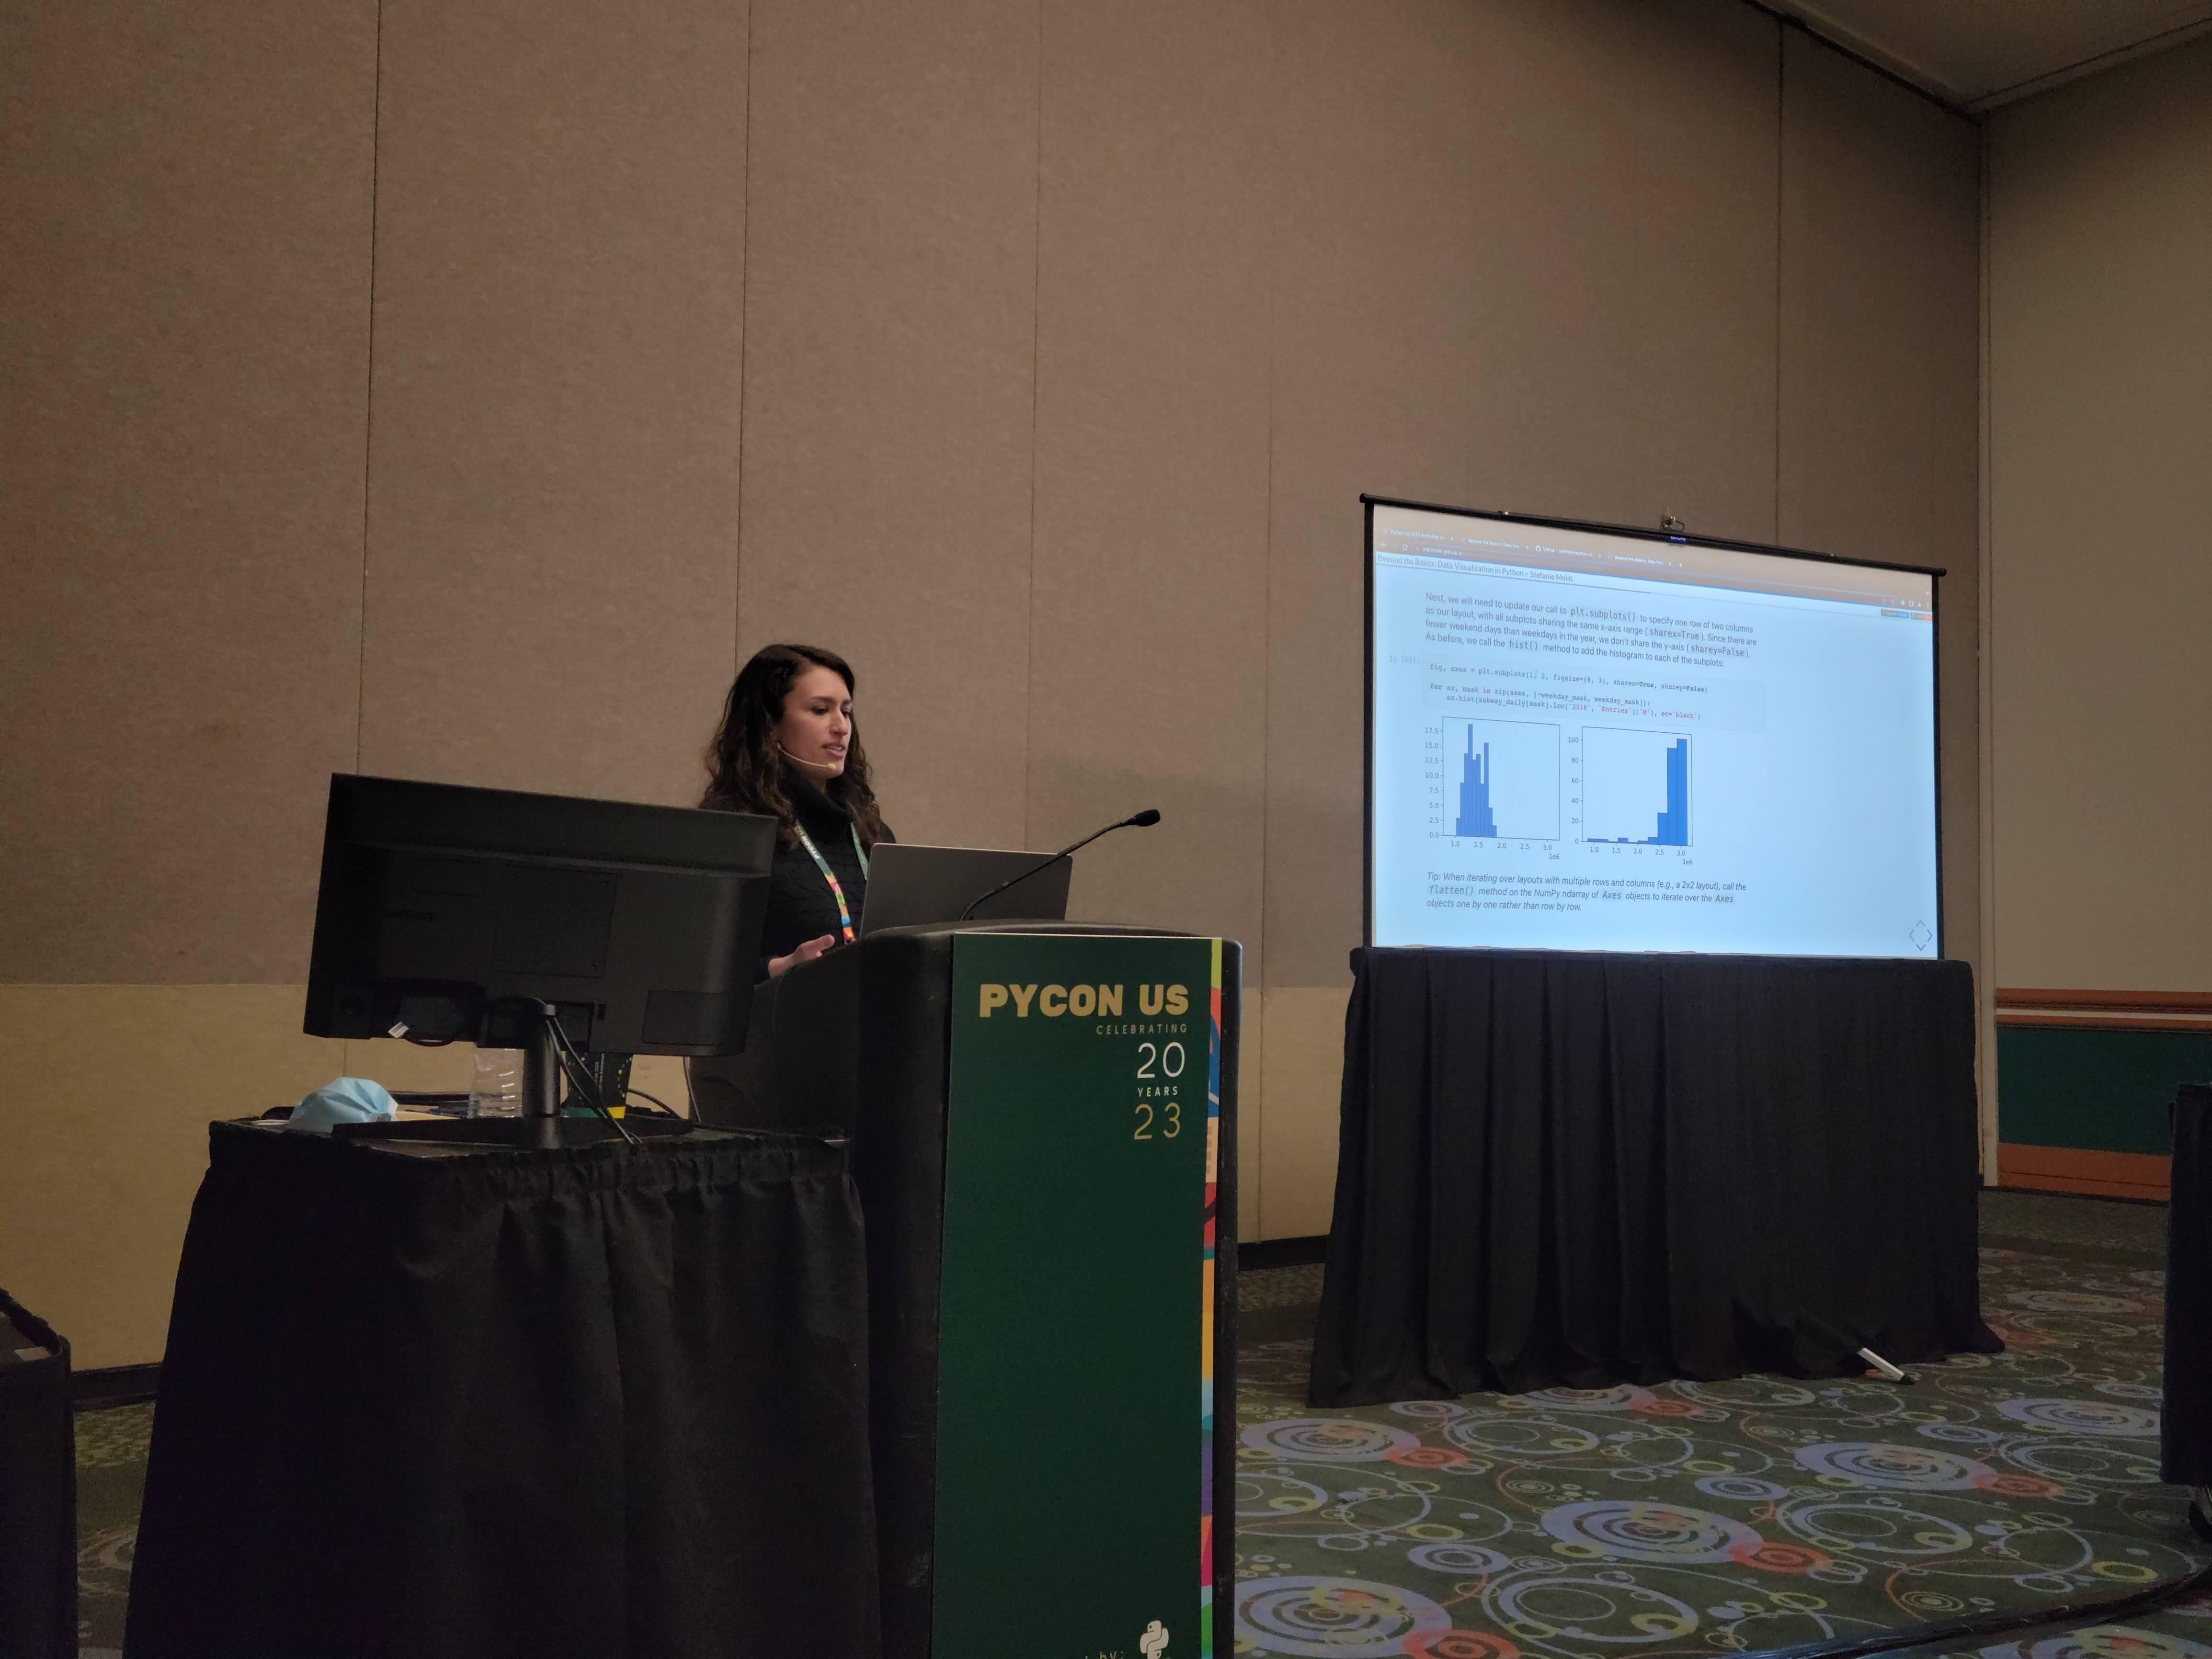 Beyond the Basics: Data Visualization in Python – Stefanie Molin
Next, we will need to update our call to plt.subplots() to specify one row of two columns
as our layout, with all subplots sharing the same x-axis range (sharex=True). Since there are
fewer weekend days than weekdays in the year, we don't share the y-axis (sharey=False).
As before, we call the hist() method to add the histogram to each of the subplots:
fig, axes = plt.subplots(1, 2, figsize=(8, 3), sharex=True, sharey=False)
for ax, mask in zip(axes, [~weekday_mask, weekday_mask]):
ax.hist(subway_daily[mask].loc['2018', 'Entries']['M'], ec='black')
17.5
15.0
12.5
10.0
7.5
5.0
2.5
0.0
1.0 1.5 2.0 2.5 3.0
1e6
100
80
60
40
20
0
1.0 1.5 2.0 2.5 3.0
1e6
Tip: When iterating over layouts with multiple rows and columns (e.g., a 2x2 layout), call the
flatten() method on the NumPy ndarray of Axes objects to iterate over the Axes
objects one by one rather than row by row.
PYCON US
CELEBRATING
20
YEARS
23
by: